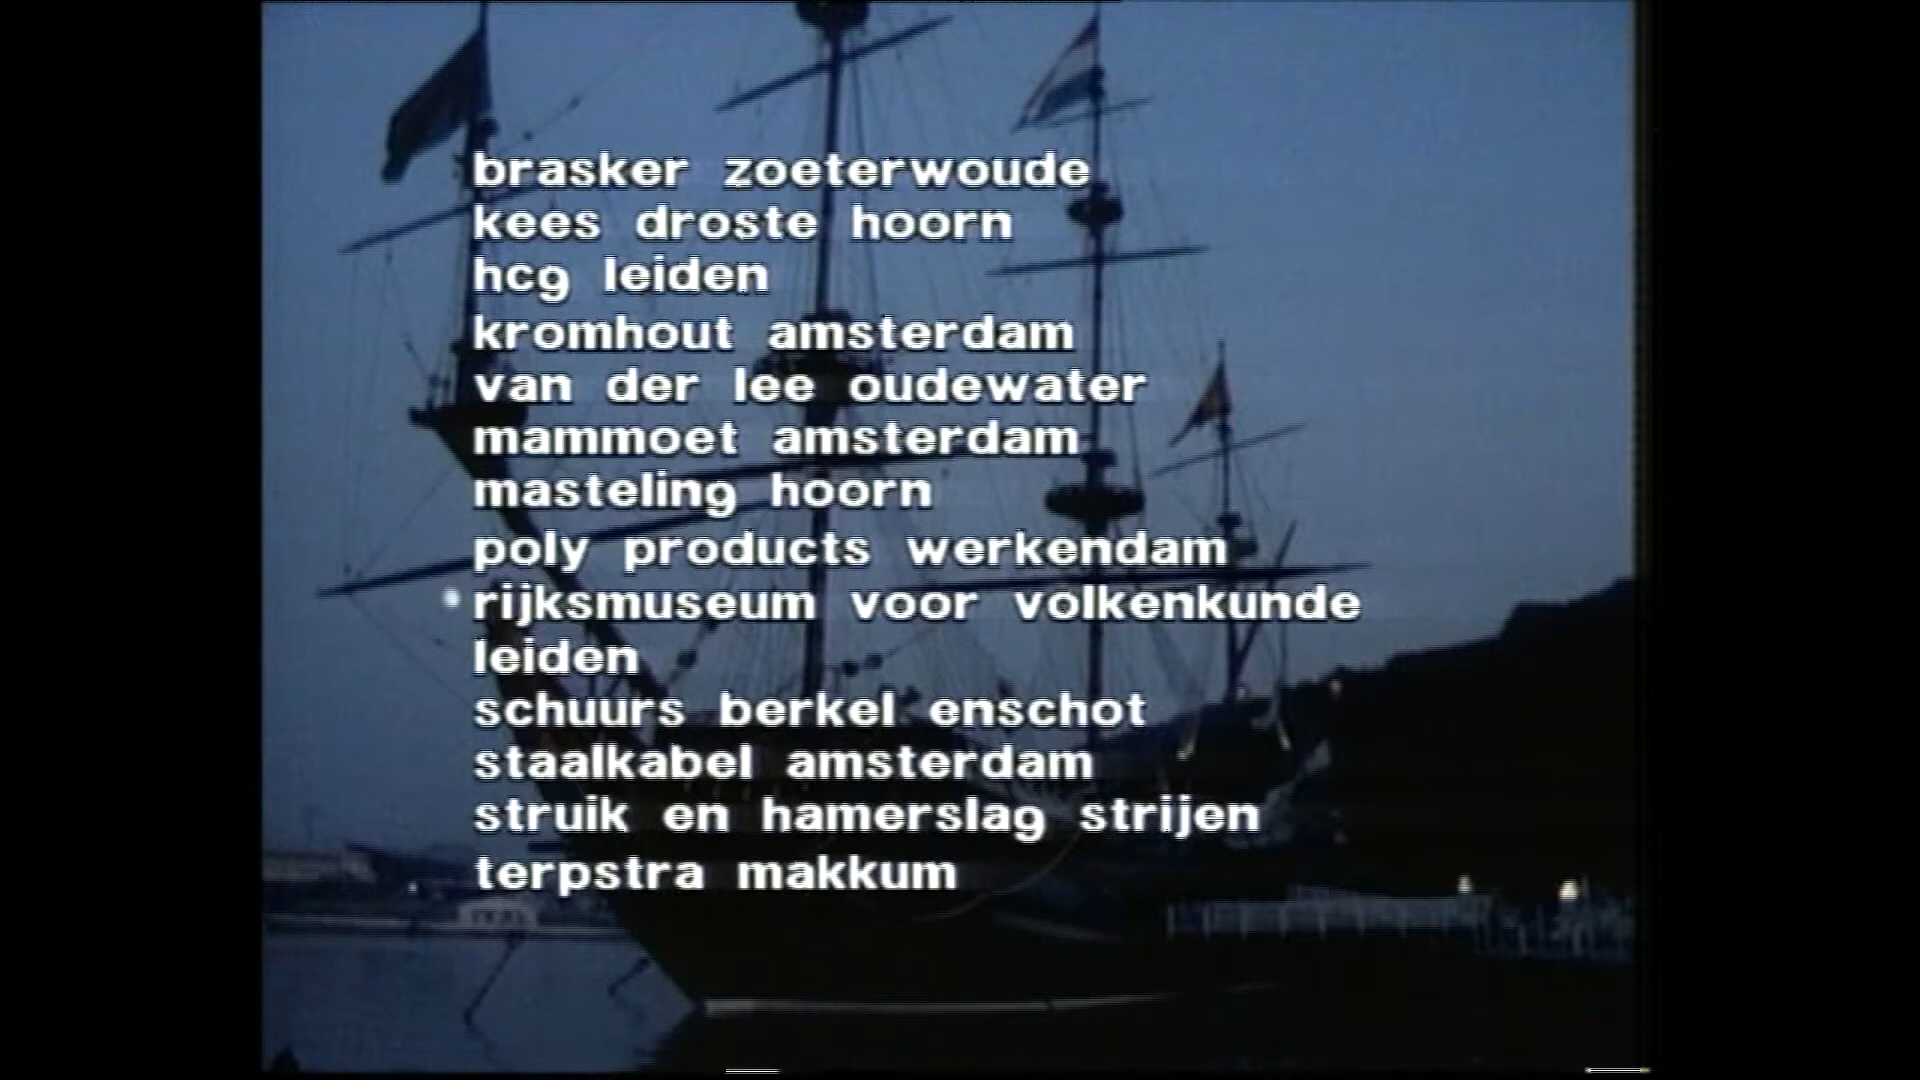 brasker zoeterwoude
kees droste hoorn
hcg leiden
kromhout amsterdam
van der lee oudewater
mammoet amsterdam
masteling hoorn
poly products werkendam
rijksmuseum voor volkenkunde
leiden
schuurs berkel enschot
staalkabel amsterdam
struik en hamerslag strijen
terpstra makkum